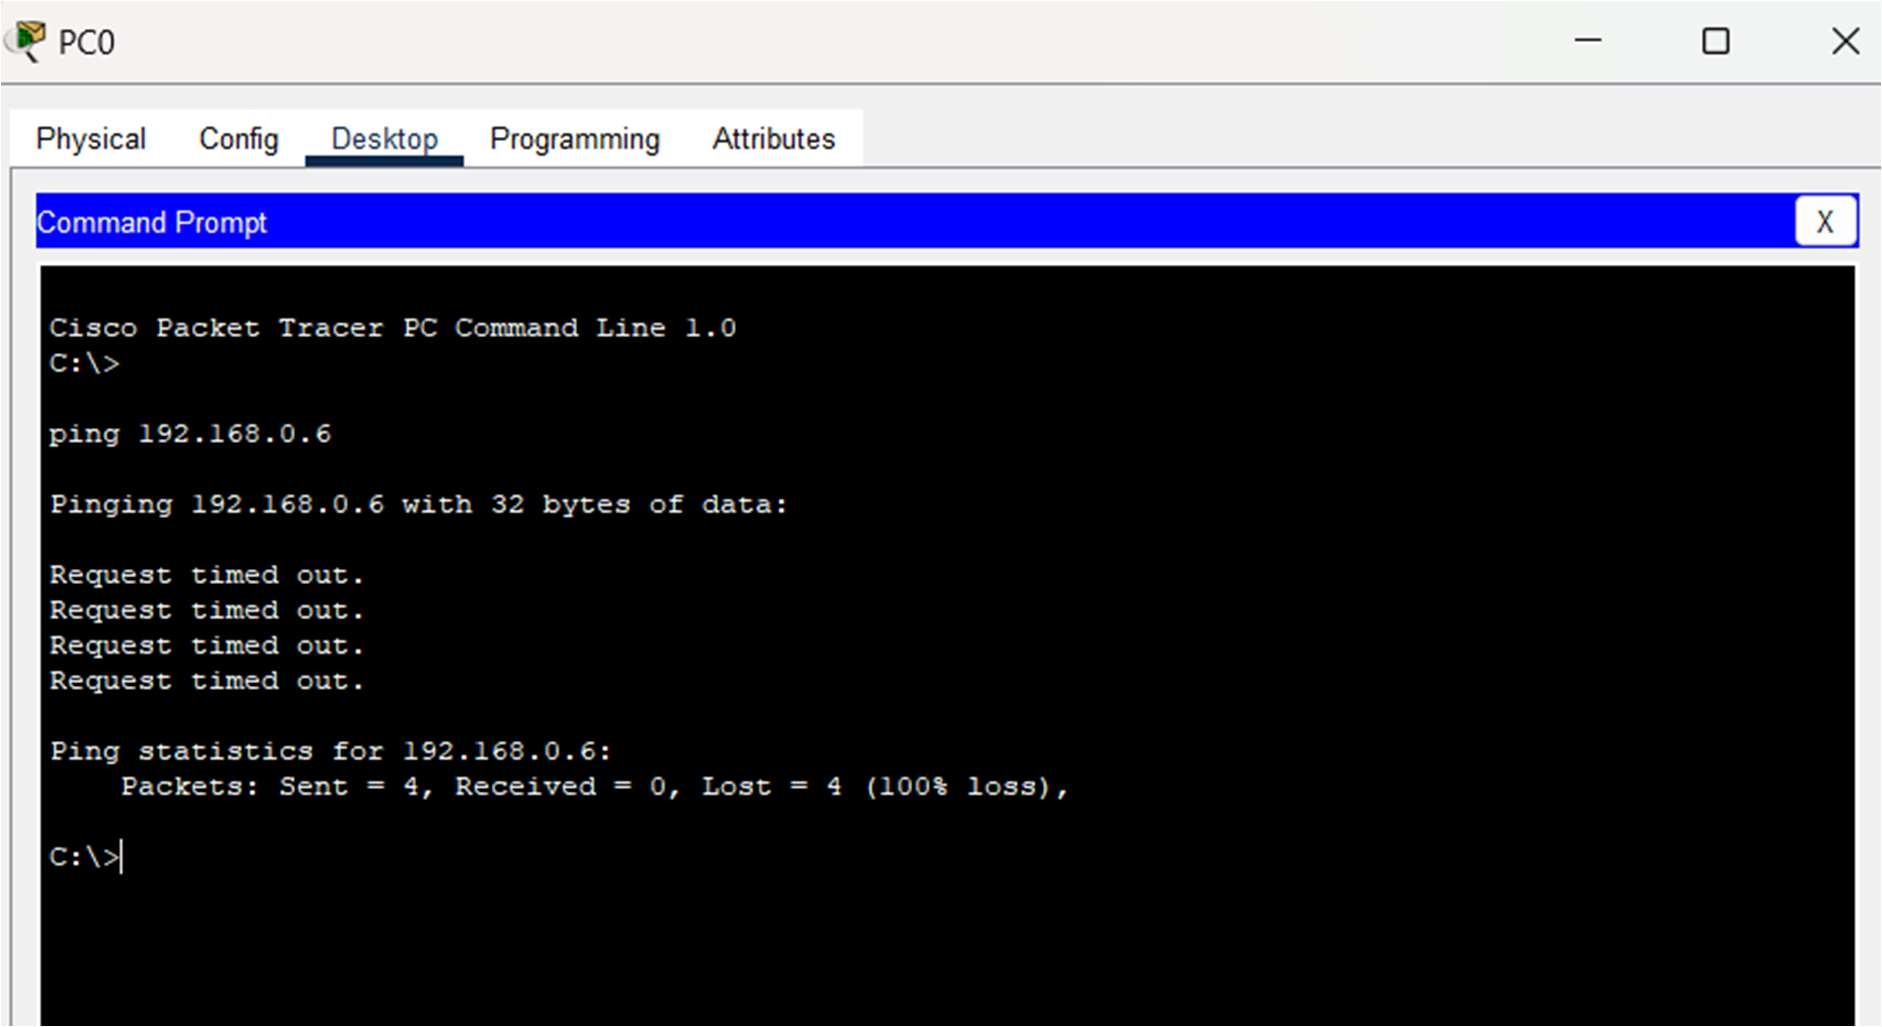 PC0
Physical Config Desktop Programming Attributes
Command Prompt X
Cisco Packet Tracer PC Command Line 1.0
C:\>
ping 192.168.0.6
Pinging 192.168.0.6 with 32 bytes of data:
Request timed out.
Request timed out.
Request timed out.
Request timed out.
Ping statistics for 192.168.0.6:
    Packets: Sent = 4, Received = 0, Lost = 4 (100% loss),
C:\>